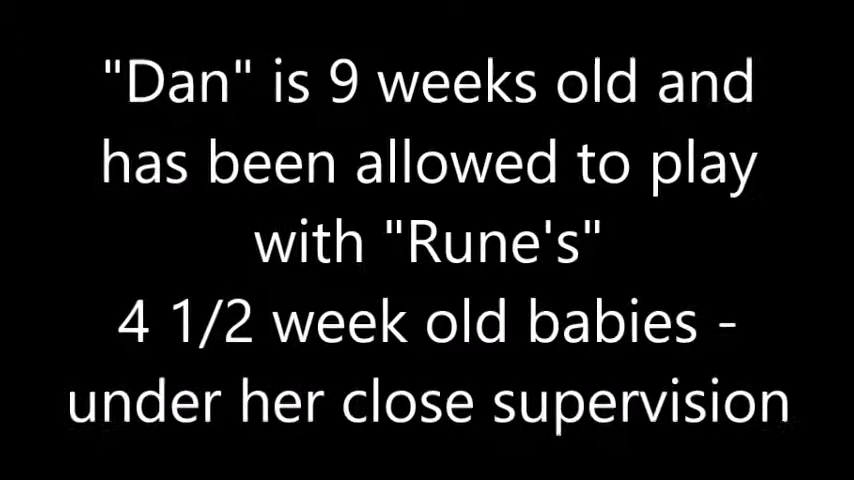 "Dan" is 9 weeks old and
has been allowed to play
with "Rune's"
4 1/2 week old babies -
under her close supervision